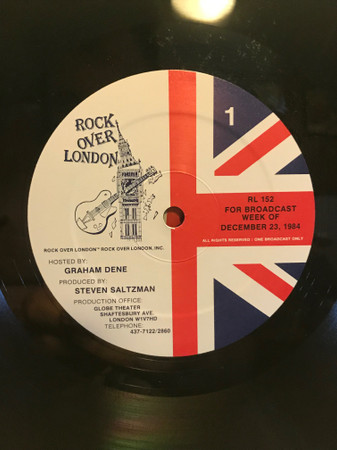 ROCK
OVER
LONDON
1
RL 152
FOR BROADCAST
WEEK OF
DECEMBER 23, 1984
ALL RIGHTS RESERVED / ONE BROADCAST ONLY
ROCK OVER LONDON™ ROCK OVER LONDON, INC.
HOSTED BY:
GRAHAM DENE
PRODUCED BY:
STEVEN SALTZMAN
PRODUCTION OFFICE:
GLOBE THEATER
SHAFTESBURY AVE.
LONDON W1V7HD
TELEPHONE:
437-7122/2860